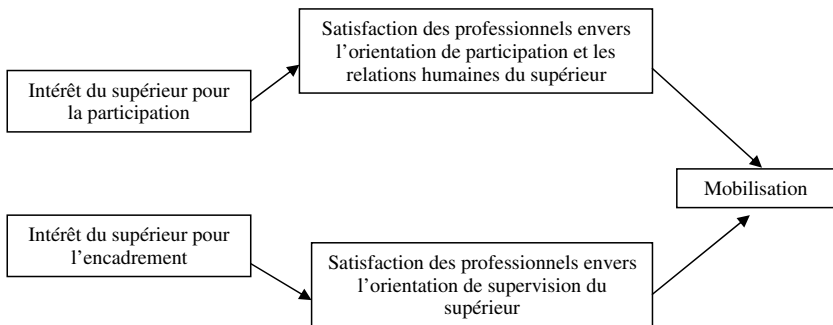 Satisfaction des professionnels envers
l’orientation de participation et les
relations humaines du supérieur
Intérêt du supérieur pour
la participation
Mobilisation
Intérêt du supérieur pour
l’encadrement
Satisfaction des professionnels envers
l’orientation de supervision du
supérieur